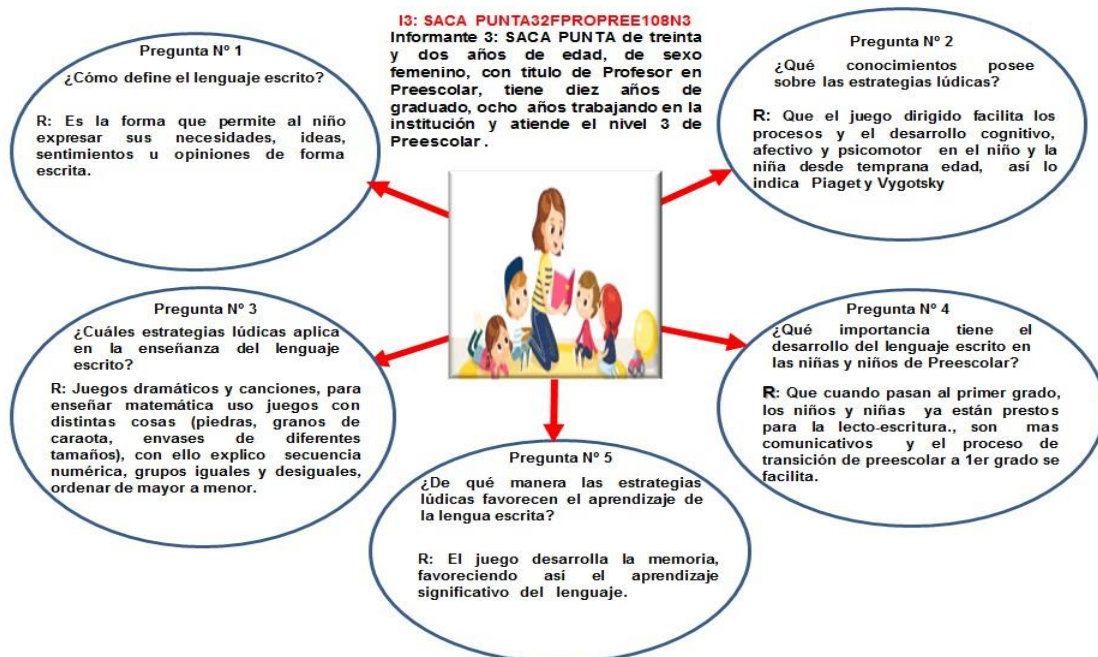 I3: SACA PUNTA32FPROPREE108N3
Informante 3: SACA PUNTA de treinta
y dos años de edad, de sexo
femenino, con titulo de Profesor en
Preescolar, tiene diez años de
graduado, ocho años trabajando en la
institución y atiende el nivel 3 de
Preescolar .
Pregunta Nº 1
¿Cómo define el lenguaje escrito?
R: Es la forma que permite al niño
expresar sus necesidades, ideas,
sentimientos u opiniones de forma
escrita.
Pregunta Nº 2
¿Qué conocimientos posee
sobre las estrategias lúdicas?
R: Que el juego dirigido facilita los
procesos y el desarrollo cognitivo,
afectivo y psicomotor en el niño y la
niña desde temprana edad, así lo
indica Piaget y Vygotsky
Pregunta Nº 3
¿Cuáles estrategias lúdicas aplica
en la enseñanza del lenguaje
escrito?
R: Juegos dramáticos y canciones, para
enseñar matemática uso juegos con
distintas cosas (piedras, granos de
caraota, envases de diferentes
tamaños), con ello explico secuencia
numérica, grupos iguales y desiguales,
ordenar de mayor a menor.
Pregunta Nº 4
¿Qué importancia tiene el
desarrollo del lenguaje escrito en
las niñas y niños de Preescolar?
R: Que cuando pasan al primer grado,
los niños y niñas ya están prestos
para la lecto-escritura., son mas
comunicativos y el proceso de
transición de preescolar a 1er grado se
facilita.
Pregunta Nº 5
¿De qué manera las estrategias
lúdicas favorecen el aprendizaje de
la lengua escrita?
R: El juego desarrolla la memoria,
favoreciendo así el aprendizaje
significativo del lenguaje.